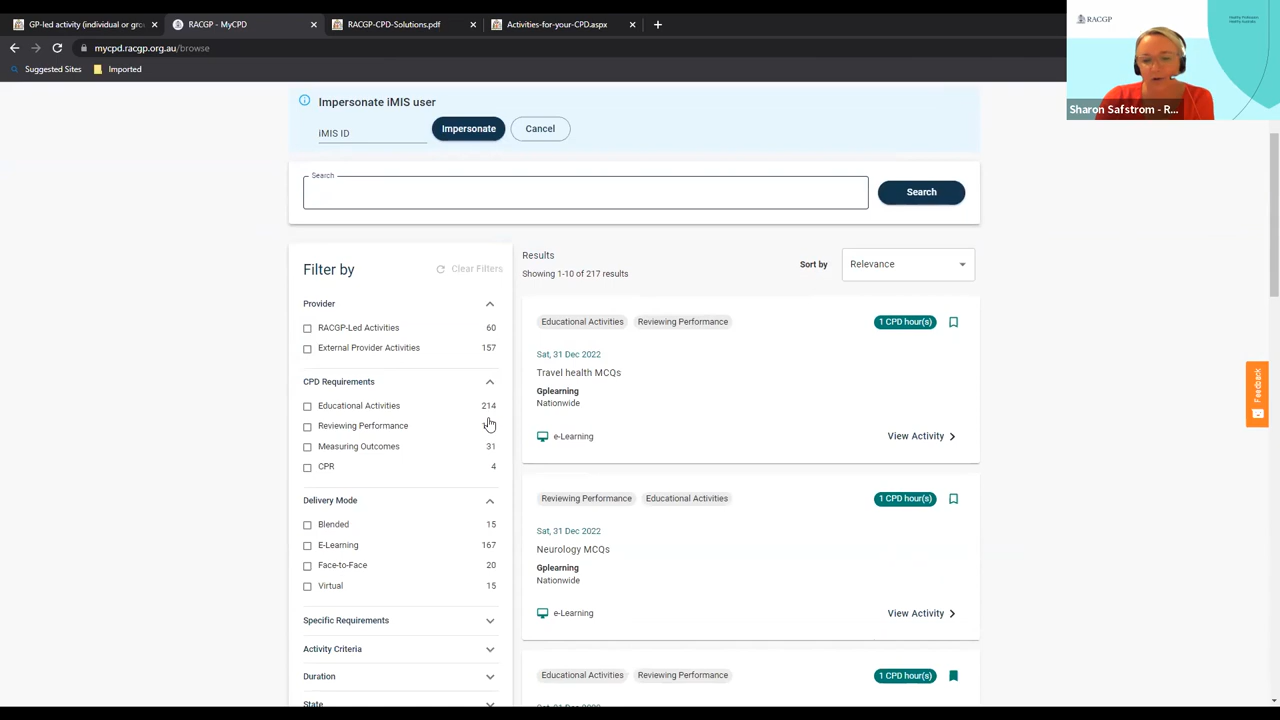 GP-led activity (individual or gro
RACGP - MyCPD
RACGP-CPD-Solutions.pdf
Activities-for-your-CPD.aspx
mycpd.racgp.org.au/browse
Suggested Sites
Imported
RACGP
Healthy Profession.
Healthy Australia.
Sharon Safstrom - R...
Impersonate iMIS user
iMIS ID
Impersonate
Cancel
Search
Search
Filter by
Clear Filters
Provider
RACGP-Led Activities 60
External Provider Activities 157
CPD Requirements
Educational Activities 214
Reviewing Performance
Measuring Outcomes 31
CPR 4
Delivery Mode
Blended 15
E-Learning 167
Face-to-Face 20
Virtual 15
Specific Requirements
Activity Criteria
Duration
State
Results
Showing 1-10 of 217 results
Sort by
Relevance
Educational Activities Reviewing Performance 1 CPD hour(s)
Sat, 31 Dec 2022
Travel health MCQs
Gplearning
Nationwide
e-Learning
View Activity
Reviewing Performance Educational Activities 1 CPD hour(s)
Sat, 31 Dec 2022
Neurology MCQs
Gplearning
Nationwide
e-Learning
View Activity
Educational Activities Reviewing Performance 1 CPD hour(s)
Feedback